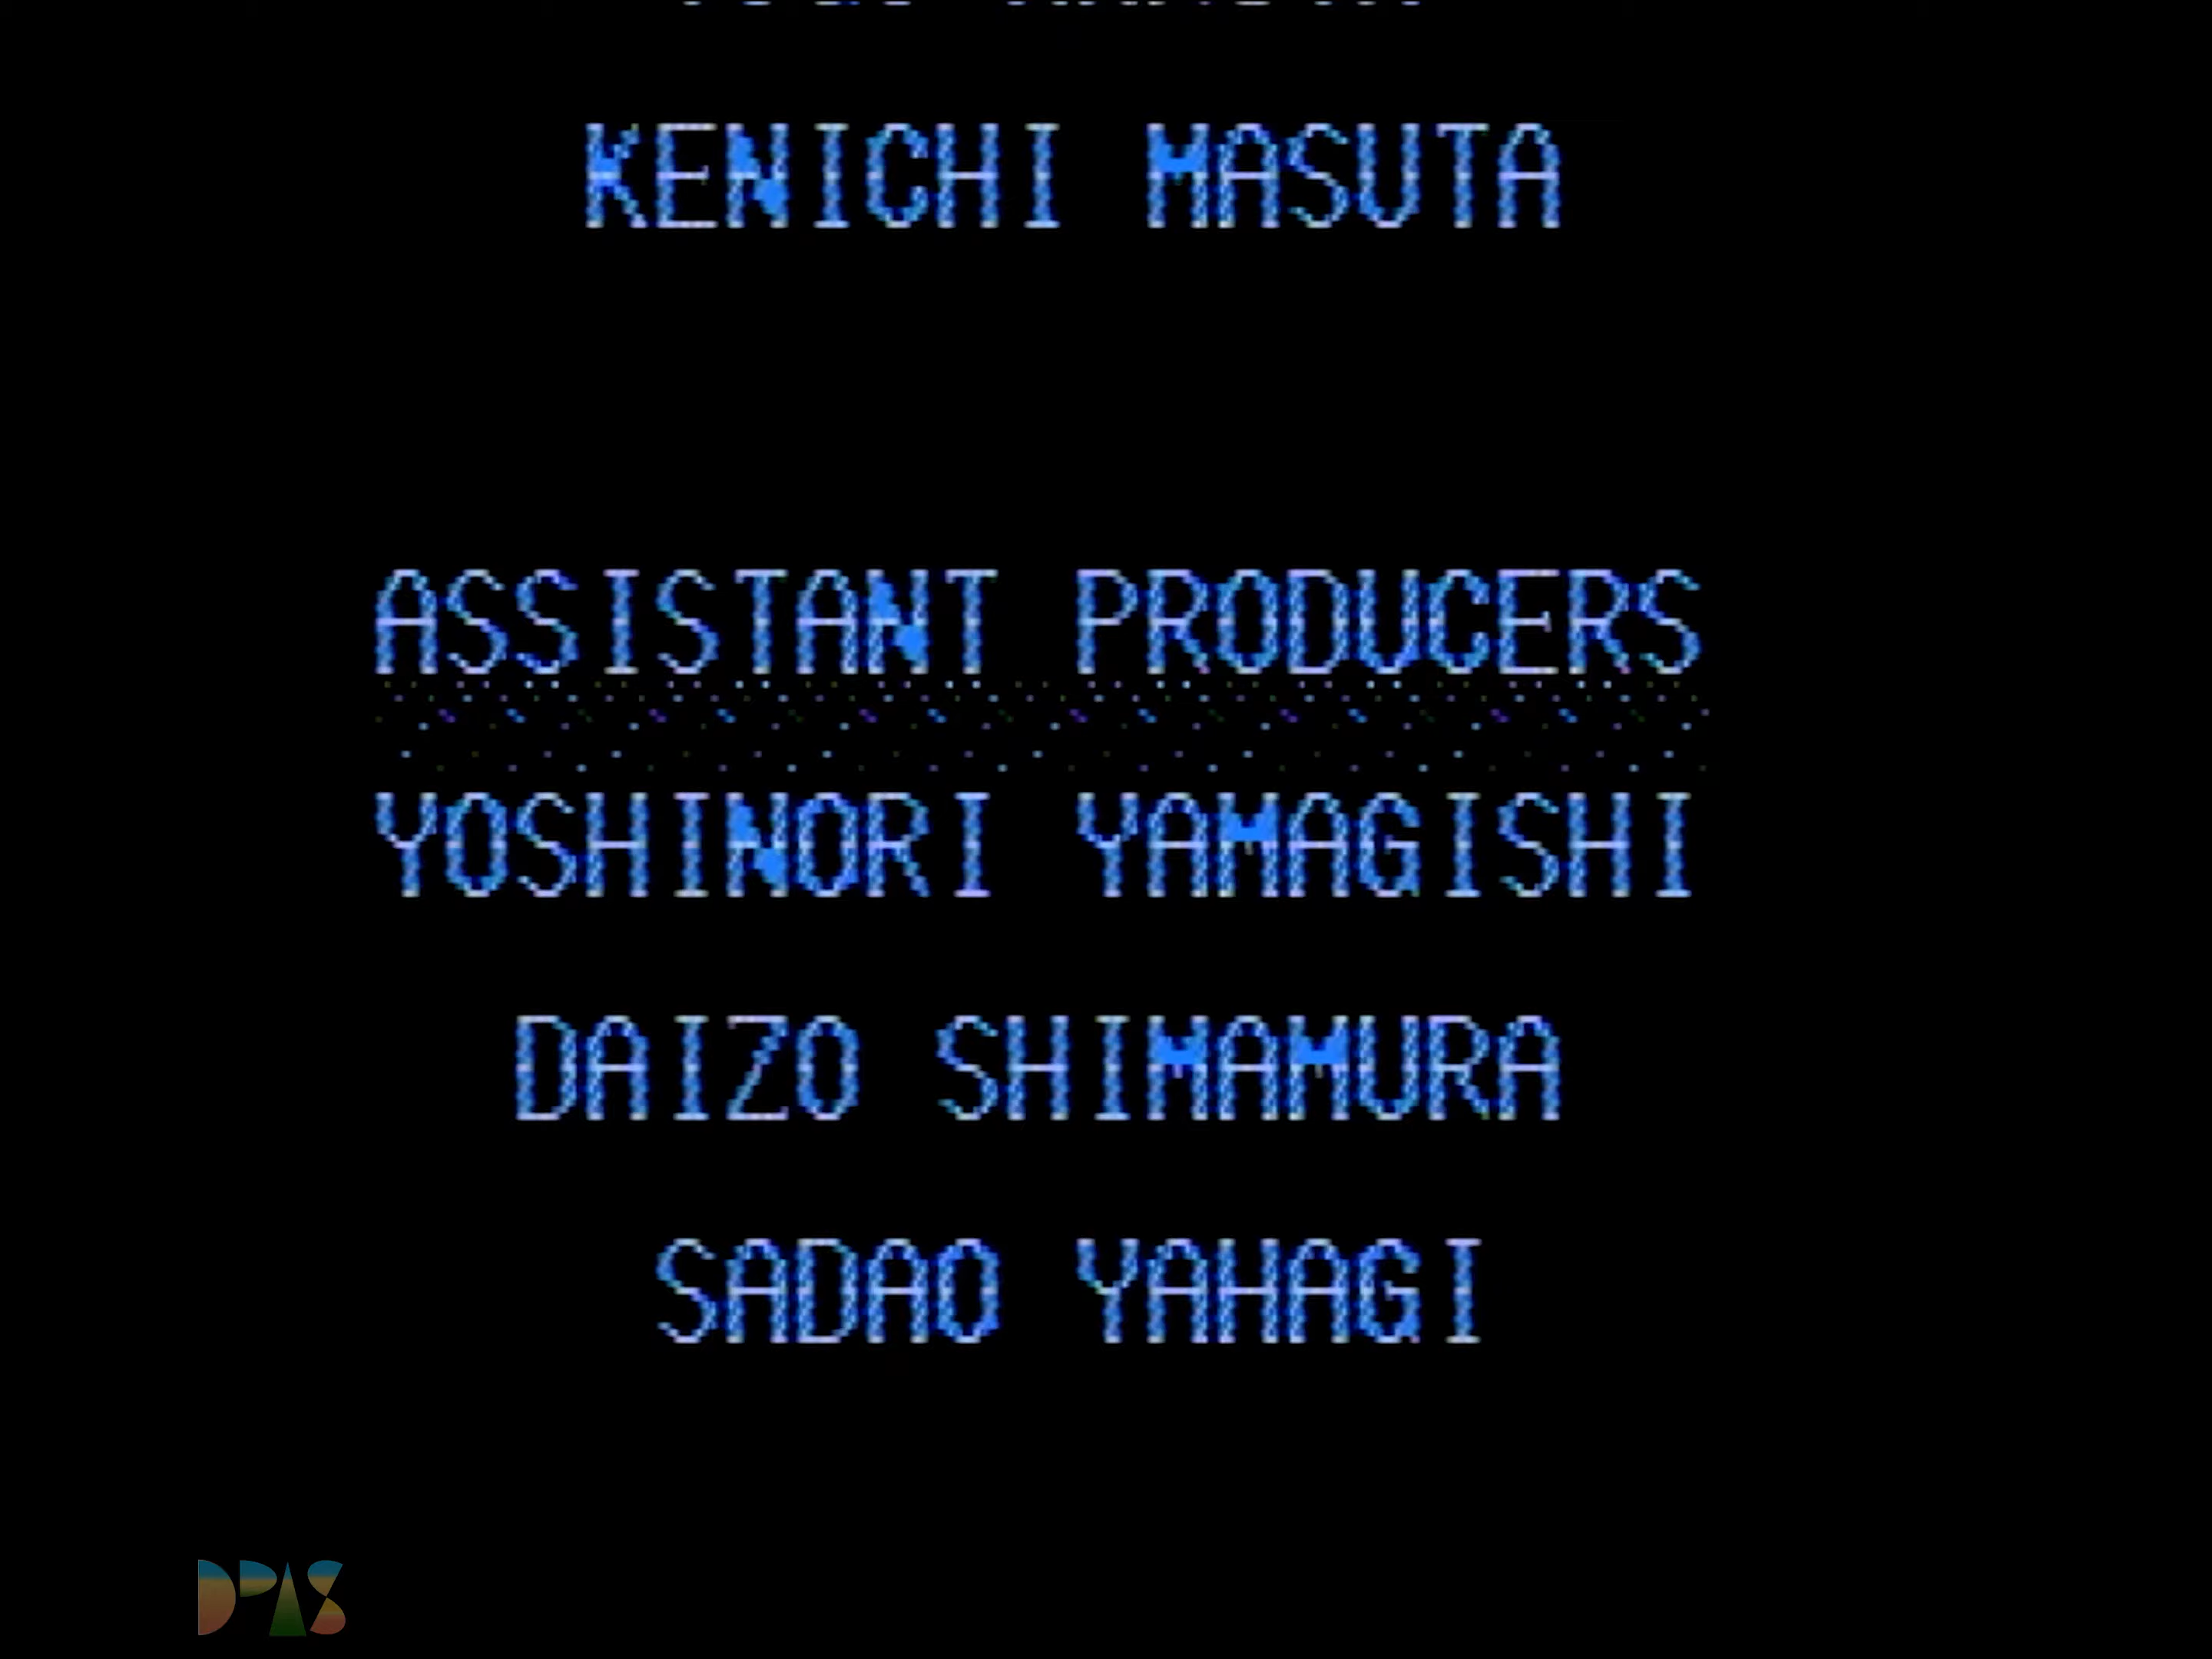 KENICHI MASUTA
ASSISTANT PRODUCERS
YOSHINORI YAMAGISHI
DAIZO SHIMAMURA
SADAO YAHAGI
DPAS